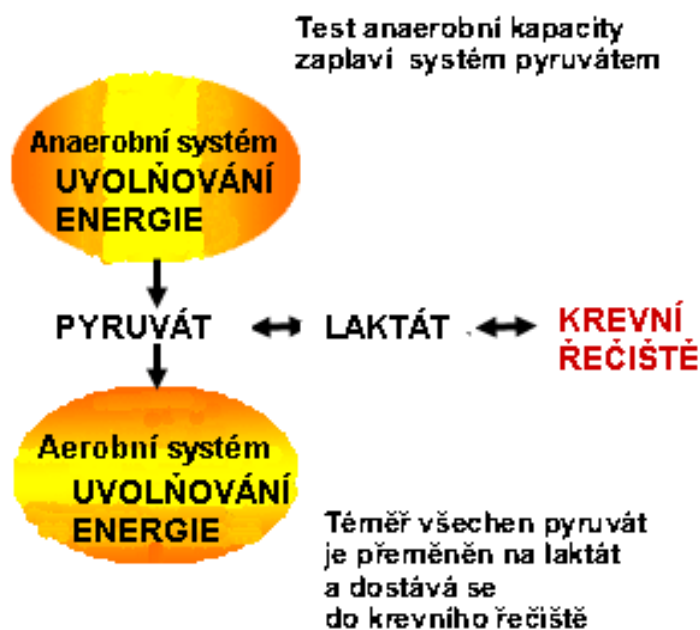 Test anaerobní kapacity
zaplaví systém pyruvátem
Anaerobní systém
UVOLŇOVÁNÍ
ENERGIE
PYRUVÁT
LAKTÁT
KREVNÍ
ŘEČIŠTĚ
Aerobní systém
UVOLŇOVÁNÍ
ENERGIE
Téměř všechen pyruvát
je přeměněn na laktát
a dostává se
do krevního řečiště